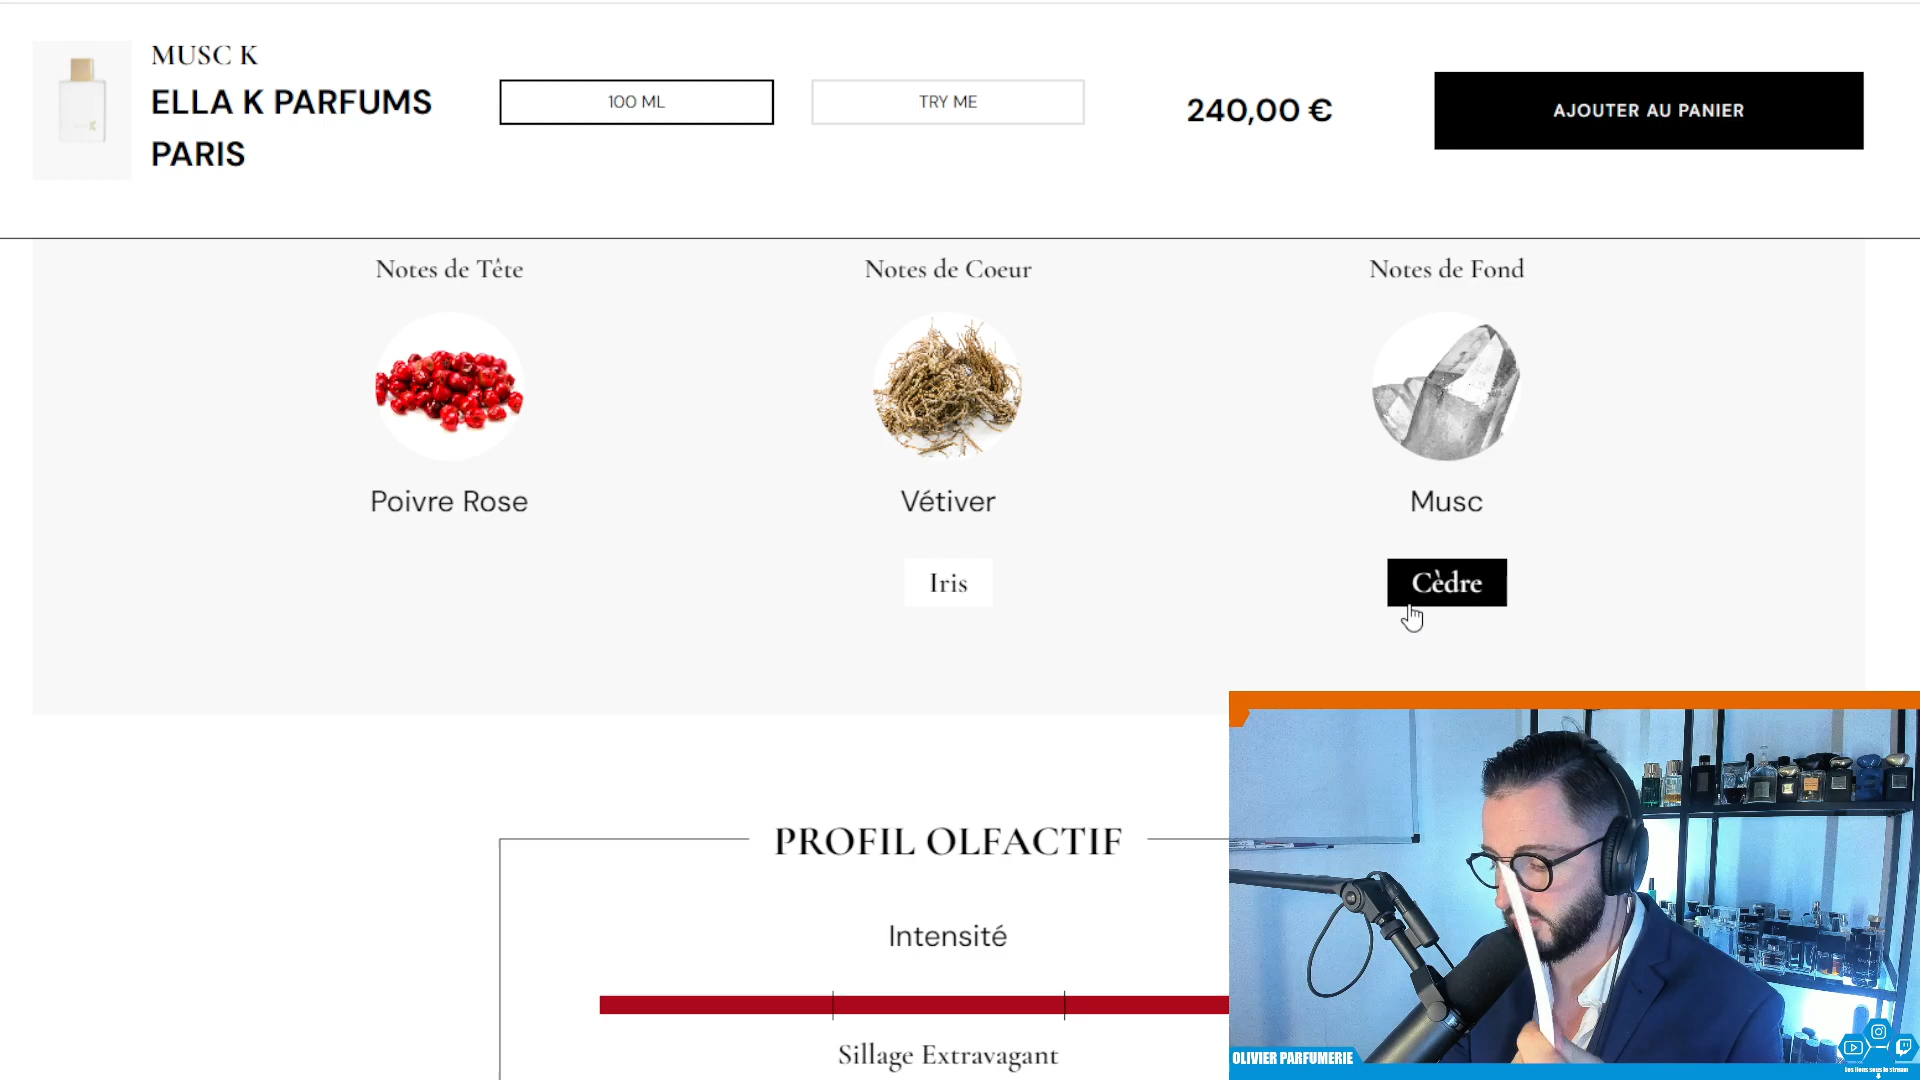 MUSC K
ELLA K PARFUMS
PARIS
100 ML
TRY ME
240,00 €
AJOUTER AU PANIER
Notes de Tête
Notes de Coeur
Notes de Fond
Poivre Rose
Vétiver
Musc
Iris
Cèdre
PROFIL OLFACTIF
Intensité
Sillage Extravagant
OLIVIER PARFUMERIE